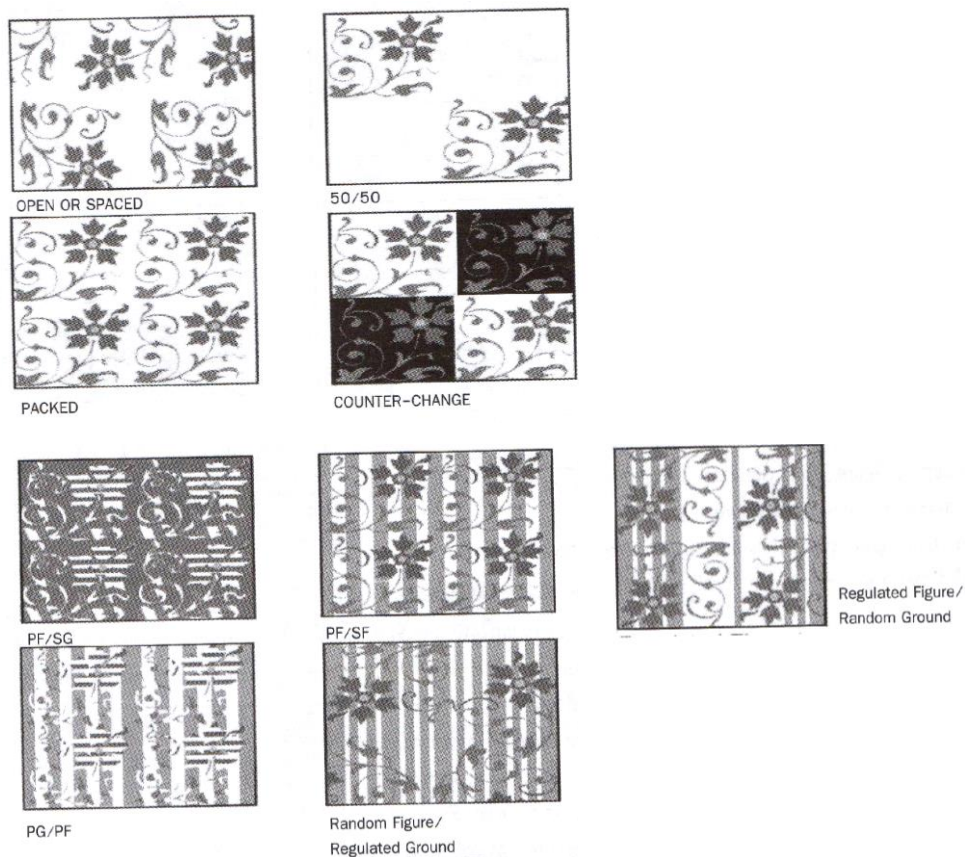 OPEN OR SPACED
50/50
PACKED
COUNTER-CHANGE
PF/SG
PF/SF
Regulated Figure/
Random Ground
PG/PF
Random Figure/
Regulated Ground